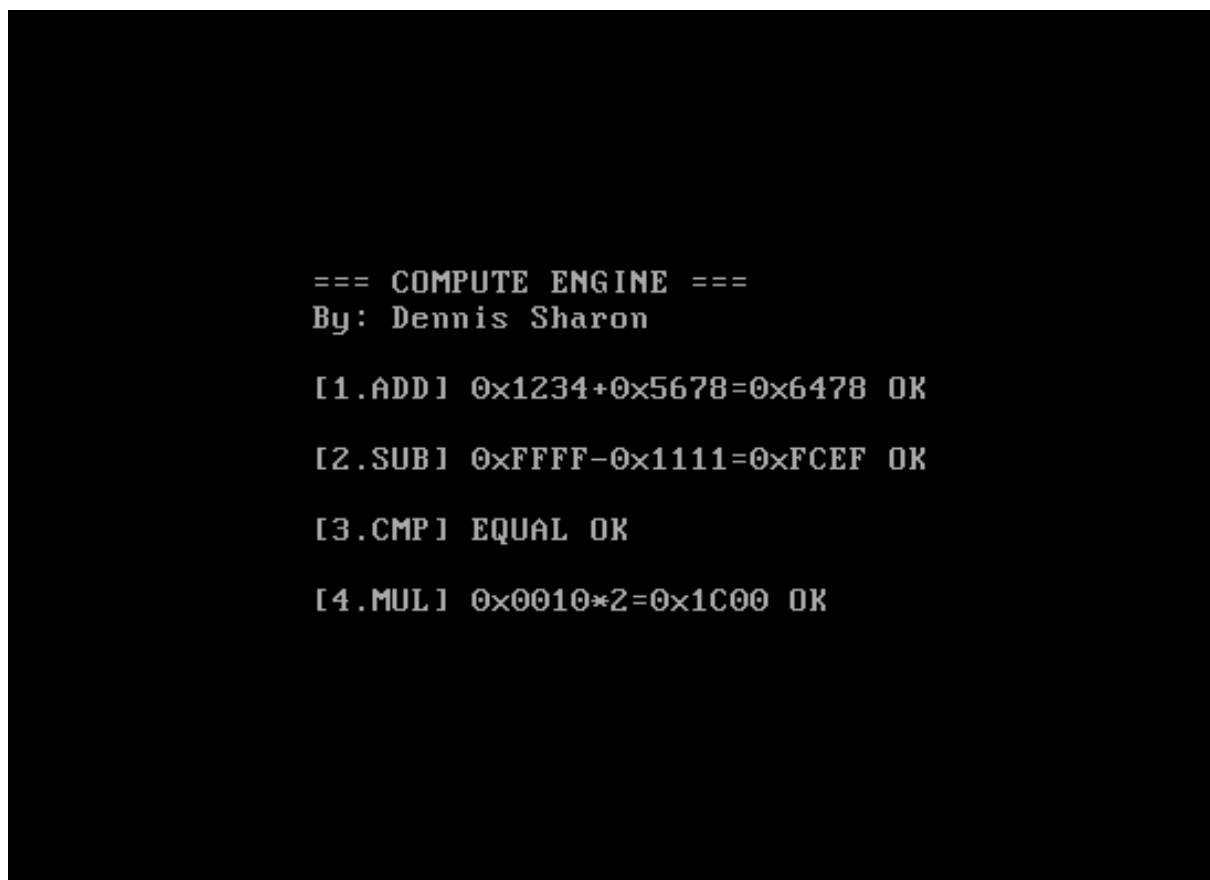 === COMPUTE ENGINE ===
By: Dennis Sharon
[1.ADD] 0x1234+0x5678=0x6478 OK
[2.SUB] 0xFFFF-0x1111=0xFCEF OK
[3.CMP] EQUAL OK
[4.MUL] 0x0010*2=0x1C00 OK